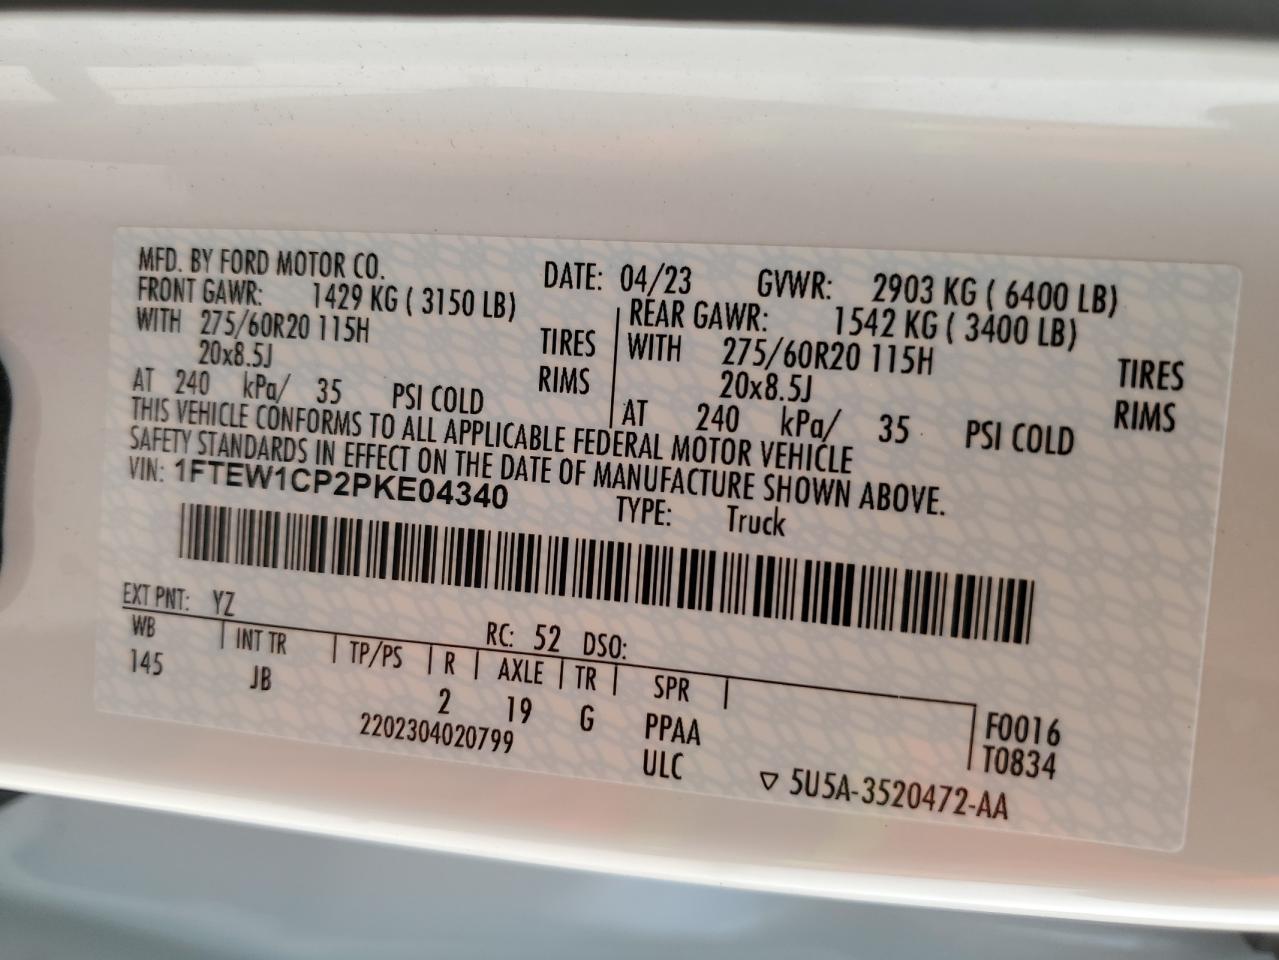 MFD. BY FORD MOTOR CO. DATE: 04/23 GVWR: 2903 KG ( 6400 LB)
FRONT GAWR: 1429 KG ( 3150 LB) REAR GAWR: 1542 KG ( 3400 LB)
WITH 275/60R20 115H TIRES WITH 275/60R20 115H TIRES
20x8.5J RIMS 20x8.5J RIMS
AT 240 kPa/ 35 PSI COLD AT 240 kPa/ 35 PSI COLD
THIS VEHICLE CONFORMS TO ALL APPLICABLE FEDERAL MOTOR VEHICLE
SAFETY STANDARDS IN EFFECT ON THE DATE OF MANUFACTURE SHOWN ABOVE.
VIN: 1FTEW1CP2PKE04340 TYPE: Truck
EXT PNT: YZ RC: 52 DSO:
WB INT TR TP/PS R AXLE TR SPR
145 JB 2 19 G PPAA F0016
2202304020799 ULC T0834
5U5A-3520472-AA